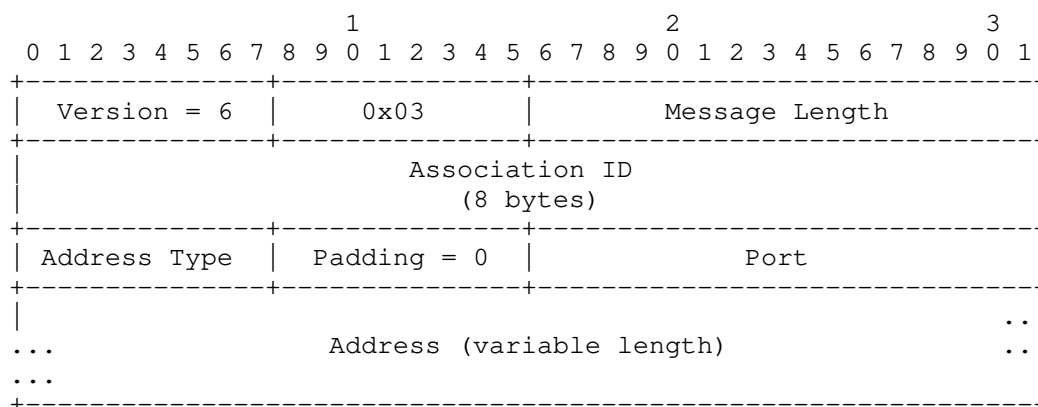 1                   2                   3
 0 1 2 3 4 5 6 7 8 9 0 1 2 3 4 5 6 7 8 9 0 1 2 3 4 5 6 7 8 9 0 1
+---------------+---------------+------------------------------
|  Version = 6  |     0x03      |        Message Length
+---------------+---------------+------------------------------
|                       Association ID
|                          (8 bytes)
+---------------+---------------+------------------------------
| Address Type  |  Padding = 0  |             Port
+---------------+---------------+------------------------------
|                                                            ..
...                 Address (variable length)                ..
...
+--------------------------------------------------------------